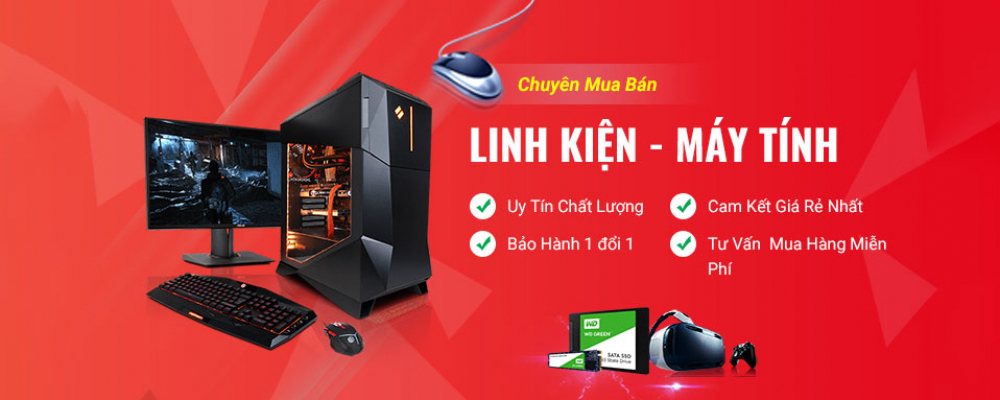 Chuyên Mua Bán
LINH KIỆN - MÁY TÍNH
Uy Tín Chất Lượng
Cam Kết Giá Rẻ Nhất
Bảo Hành 1 đổi 1
Tư Vấn Mua Hàng Miễn
Phí
WD
WD GREEN
SATA SSD